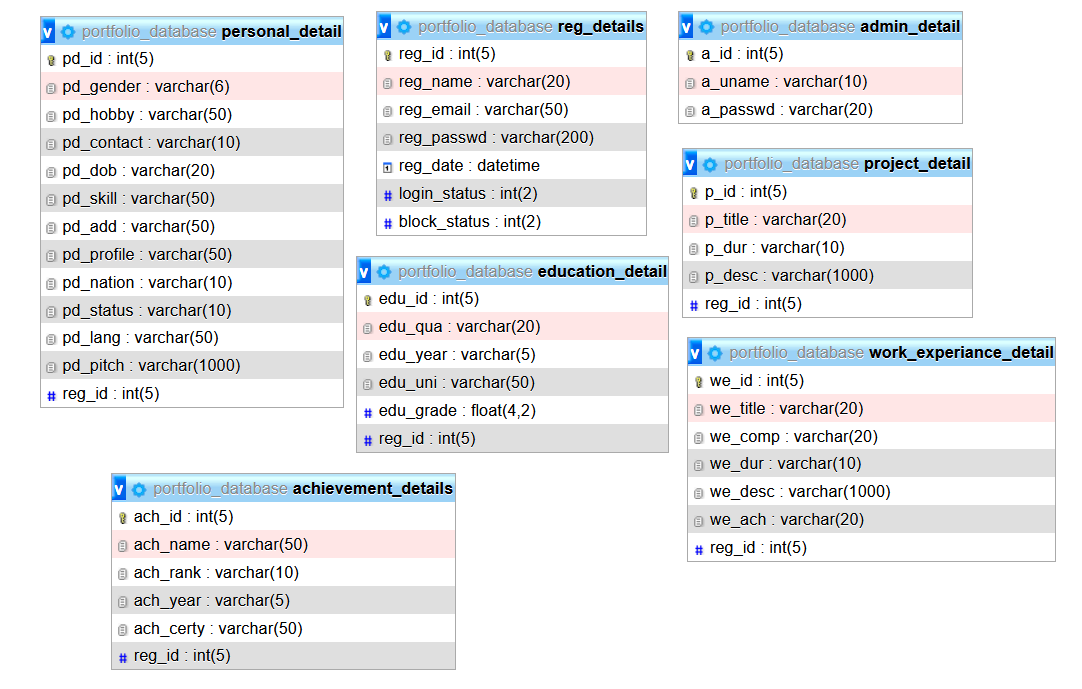 portfolio_database personal_detail
pd_id : int(5)
pd_gender : varchar(6)
pd_hobby : varchar(50)
pd_contact : varchar(10)
pd_dob : varchar(20)
pd_skill : varchar(50)
pd_add : varchar(50)
pd_profile : varchar(50)
pd_nation : varchar(10)
pd_status : varchar(10)
pd_lang : varchar(50)
pd_pitch : varchar(1000)
reg_id : int(5)
portfolio_database reg_details
reg_id : int(5)
reg_name : varchar(20)
reg_email : varchar(50)
reg_passwd : varchar(200)
reg_date : datetime
login_status : int(2)
block_status : int(2)
portfolio_database admin_detail
a_id : int(5)
a_uname : varchar(10)
a_passwd : varchar(20)
portfolio_database project_detail
p_id : int(5)
p_title : varchar(20)
p_dur : varchar(10)
p_desc : varchar(1000)
reg_id : int(5)
portfolio_database education_detail
edu_id : int(5)
edu_qua : varchar(20)
edu_year : varchar(5)
edu_uni : varchar(50)
edu_grade : float(4,2)
reg_id : int(5)
portfolio_database work_experiance_detail
we_id : int(5)
we_title : varchar(20)
we_comp : varchar(20)
we_dur : varchar(10)
we_desc : varchar(1000)
we_ach : varchar(20)
reg_id : int(5)
portfolio_database achievement_details
ach_id : int(5)
ach_name : varchar(50)
ach_rank : varchar(10)
ach_year : varchar(5)
ach_certy : varchar(50)
reg_id : int(5)